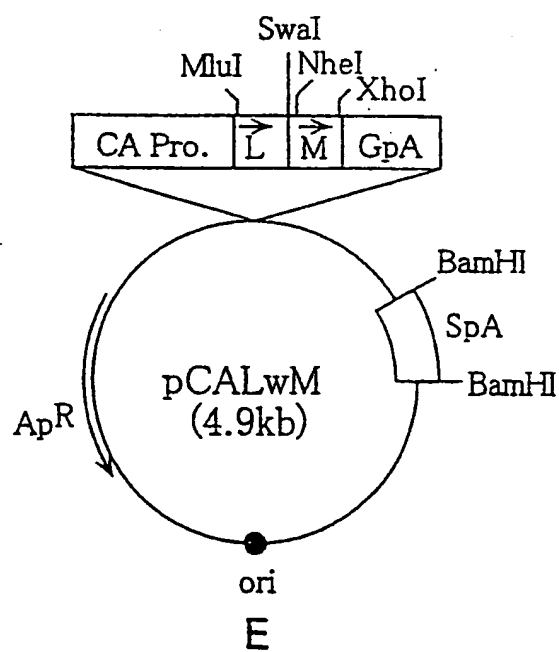 SwaI
MluI
NheI
XhoI
CA Pro.
L
M
GpA
BamHI
SpA
BamHI
pCALwM
(4.9kb)
ApR
ori
E